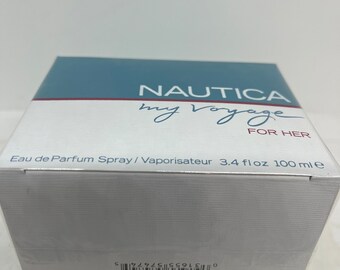 NAUTICA
my voyage
FOR HER
Eau de Parfum Spray / Vaporisateur 3.4 fl oz 100 ml e